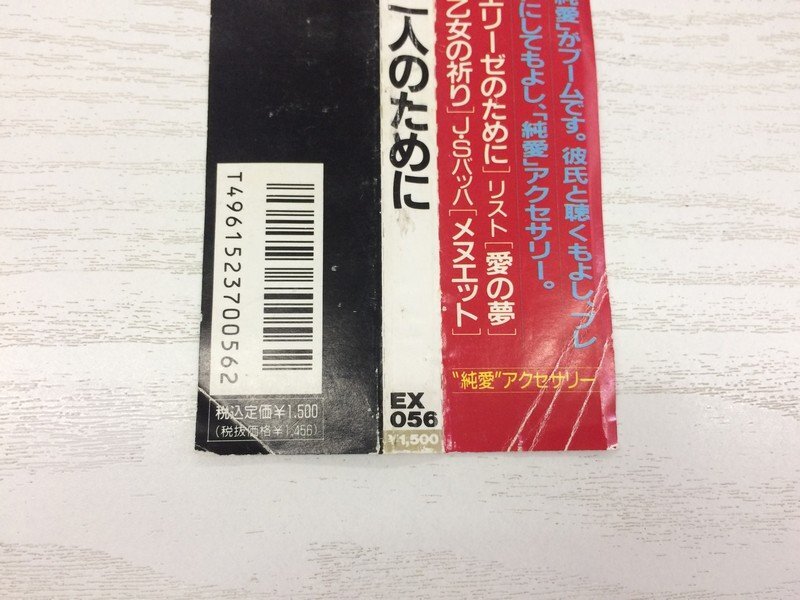 純愛」がブームです。彼氏と聴くもよし、プレ
にしてもよし、「純愛」アクセサリー。
エリーゼのために］リスト［愛の夢］
乙女の祈り］J・Sバッハ［メヌエット］
"純愛"アクセサリー
人のために
EX
056
¥1,500
T4961523700562
税込定価¥1,500
(税抜価格¥1,456)